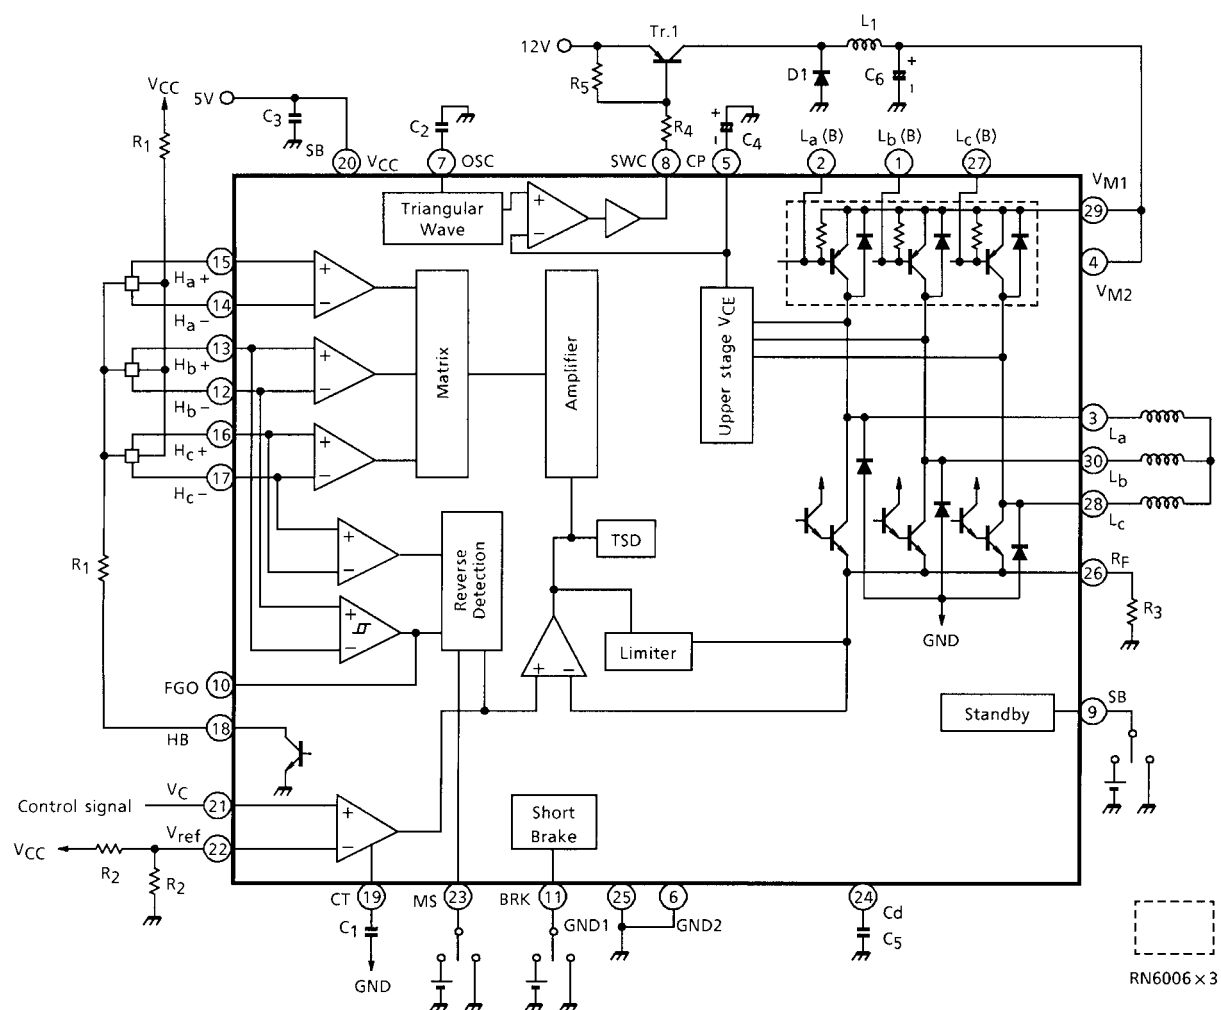 12V
Tr.1
L1
R5
D1
C6
+
VCC
5V
C3
C2
R4
+
C4
La (B)
Lb (B)
Lc (B)
R1
SB
20
VCC
7
OSC
SWC
8
CP
5
2
1
27
VM1
29
Triangular
Wave
+
−
4
VM2
15
Ha+
14
Ha−
+
−
13
Hb+
12
Hb−
+
−
16
Hc+
17
Hc−
+
−
Matrix
Amplifier
Upper stage VCE
3
La
30
Lb
28
Lc
RF
26
R3
GND
+
−
TSD
Reverse
Detection
R1
+
−
Limiter
+
−
FGO
10
18
HB
Standby
9
SB
VC
Control signal
21
Vref
22
+
−
Short
Brake
VCC
R2
R2
CT
19
MS
23
BRK
11
25
6
24
C1
GND1
GND2
Cd
C5
GND
RN6006×3